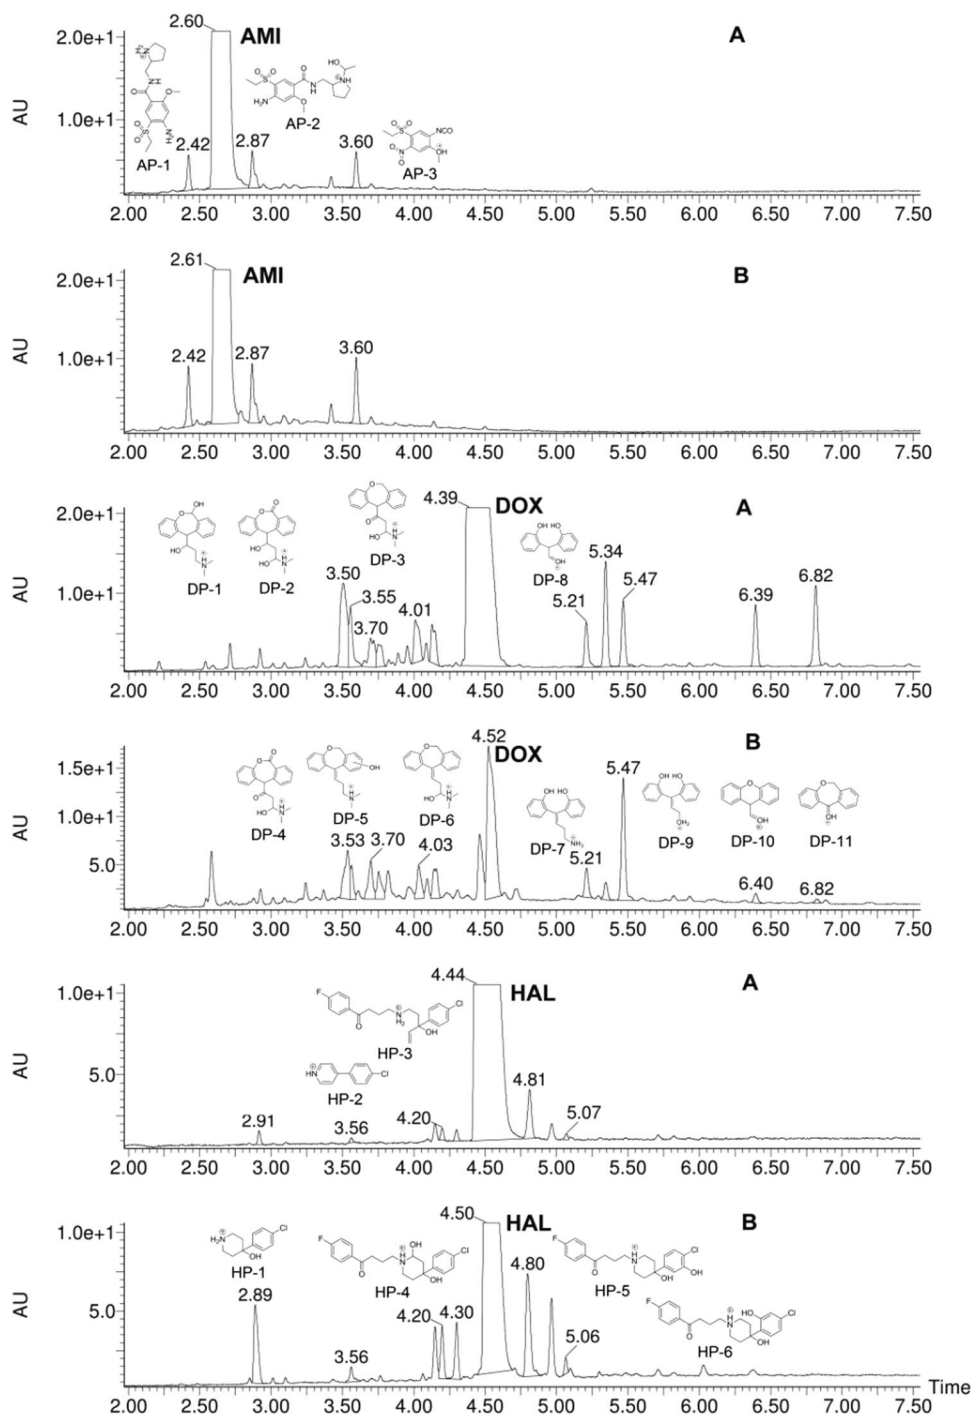 2.60 AMI A
2.0e+1
1.0e+1
AU
2.42 2.87 3.60
AP-1 AP-2 AP-3
2.00 2.50 3.00 3.50 4.00 4.50 5.00 5.50 6.00 6.50 7.00 7.50
2.61 AMI B
2.0e+1
1.0e+1
AU
2.42 2.87 3.60
2.00 2.50 3.00 3.50 4.00 4.50 5.00 5.50 6.00 6.50 7.00 7.50
4.39 DOX A
2.0e+1
1.0e+1
AU
DP-1 DP-2 DP-3 DP-8
3.50 3.55 3.70 4.01 5.21 5.34 5.47 6.39 6.82
2.00 2.50 3.00 3.50 4.00 4.50 5.00 5.50 6.00 6.50 7.00 7.50
4.52 DOX B
1.5e+1
1.0e+1
5.0
AU
DP-4 DP-5 DP-6 DP-7 DP-9 DP-10 DP-11
3.53 3.70 4.03 5.21 5.47 6.40 6.82
2.00 2.50 3.00 3.50 4.00 4.50 5.00 5.50 6.00 6.50 7.00 7.50
4.44 HAL A
1.0e+1
5.0
AU
HP-3
HP-2
2.91 3.56 4.20 4.81 5.07
2.00 2.50 3.00 3.50 4.00 4.50 5.00 5.50 6.00 6.50 7.00 7.50
4.50 HAL B
1.0e+1
5.0
AU
HP-1 HP-4 HP-5
HP-6
2.89 3.56 4.20 4.30 4.80 5.06
Time
2.00 2.50 3.00 3.50 4.00 4.50 5.00 5.50 6.00 6.50 7.00 7.50